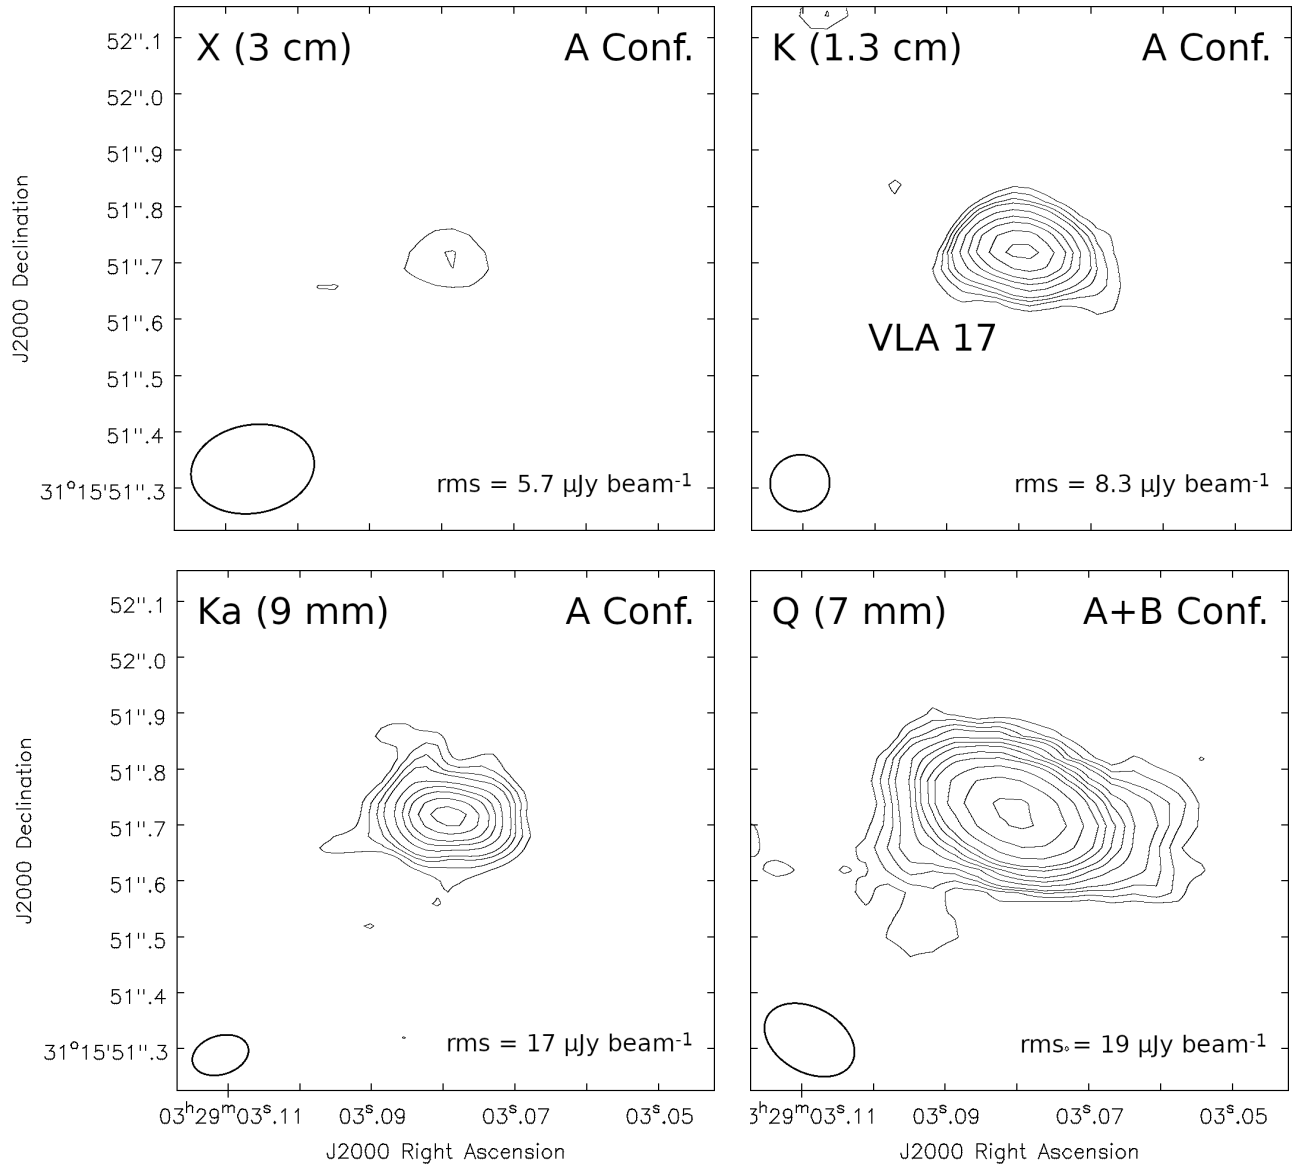 X (3 cm) A Conf.
52".1
52".0
51".9
51".8
51".7
51".6
51".5
51".4
31°15'51".3
J2000 Declination
rms = 5.7 µJy beam-1
K (1.3 cm) A Conf.
VLA 17
rms = 8.3 µJy beam-1
Ka (9 mm) A Conf.
52".1
52".0
51".9
51".8
51".7
51".6
51".5
51".4
31°15'51".3
J2000 Declination
rms = 17 µJy beam-1
03h29m03s.11 03s.09 03s.07 03s.05
J2000 Right Ascension
Q (7 mm) A+B Conf.
rms = 19 µJy beam-1
3h29m03s.11 03s.09 03s.07 03s.05
J2000 Right Ascension